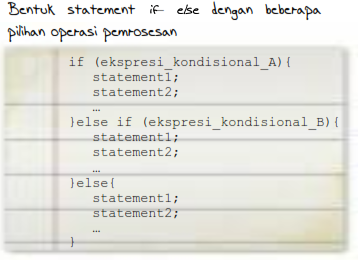 Bentuk statement if else dengan beberapa
pilihan operasi pemrosesan
if (ekspresi_kondisional_A){
statement1;
statement2;
…
}else if (ekspresi_kondisional_B){
statement1;
statement2;
…
}else{
statement1;
statement2;
…
}